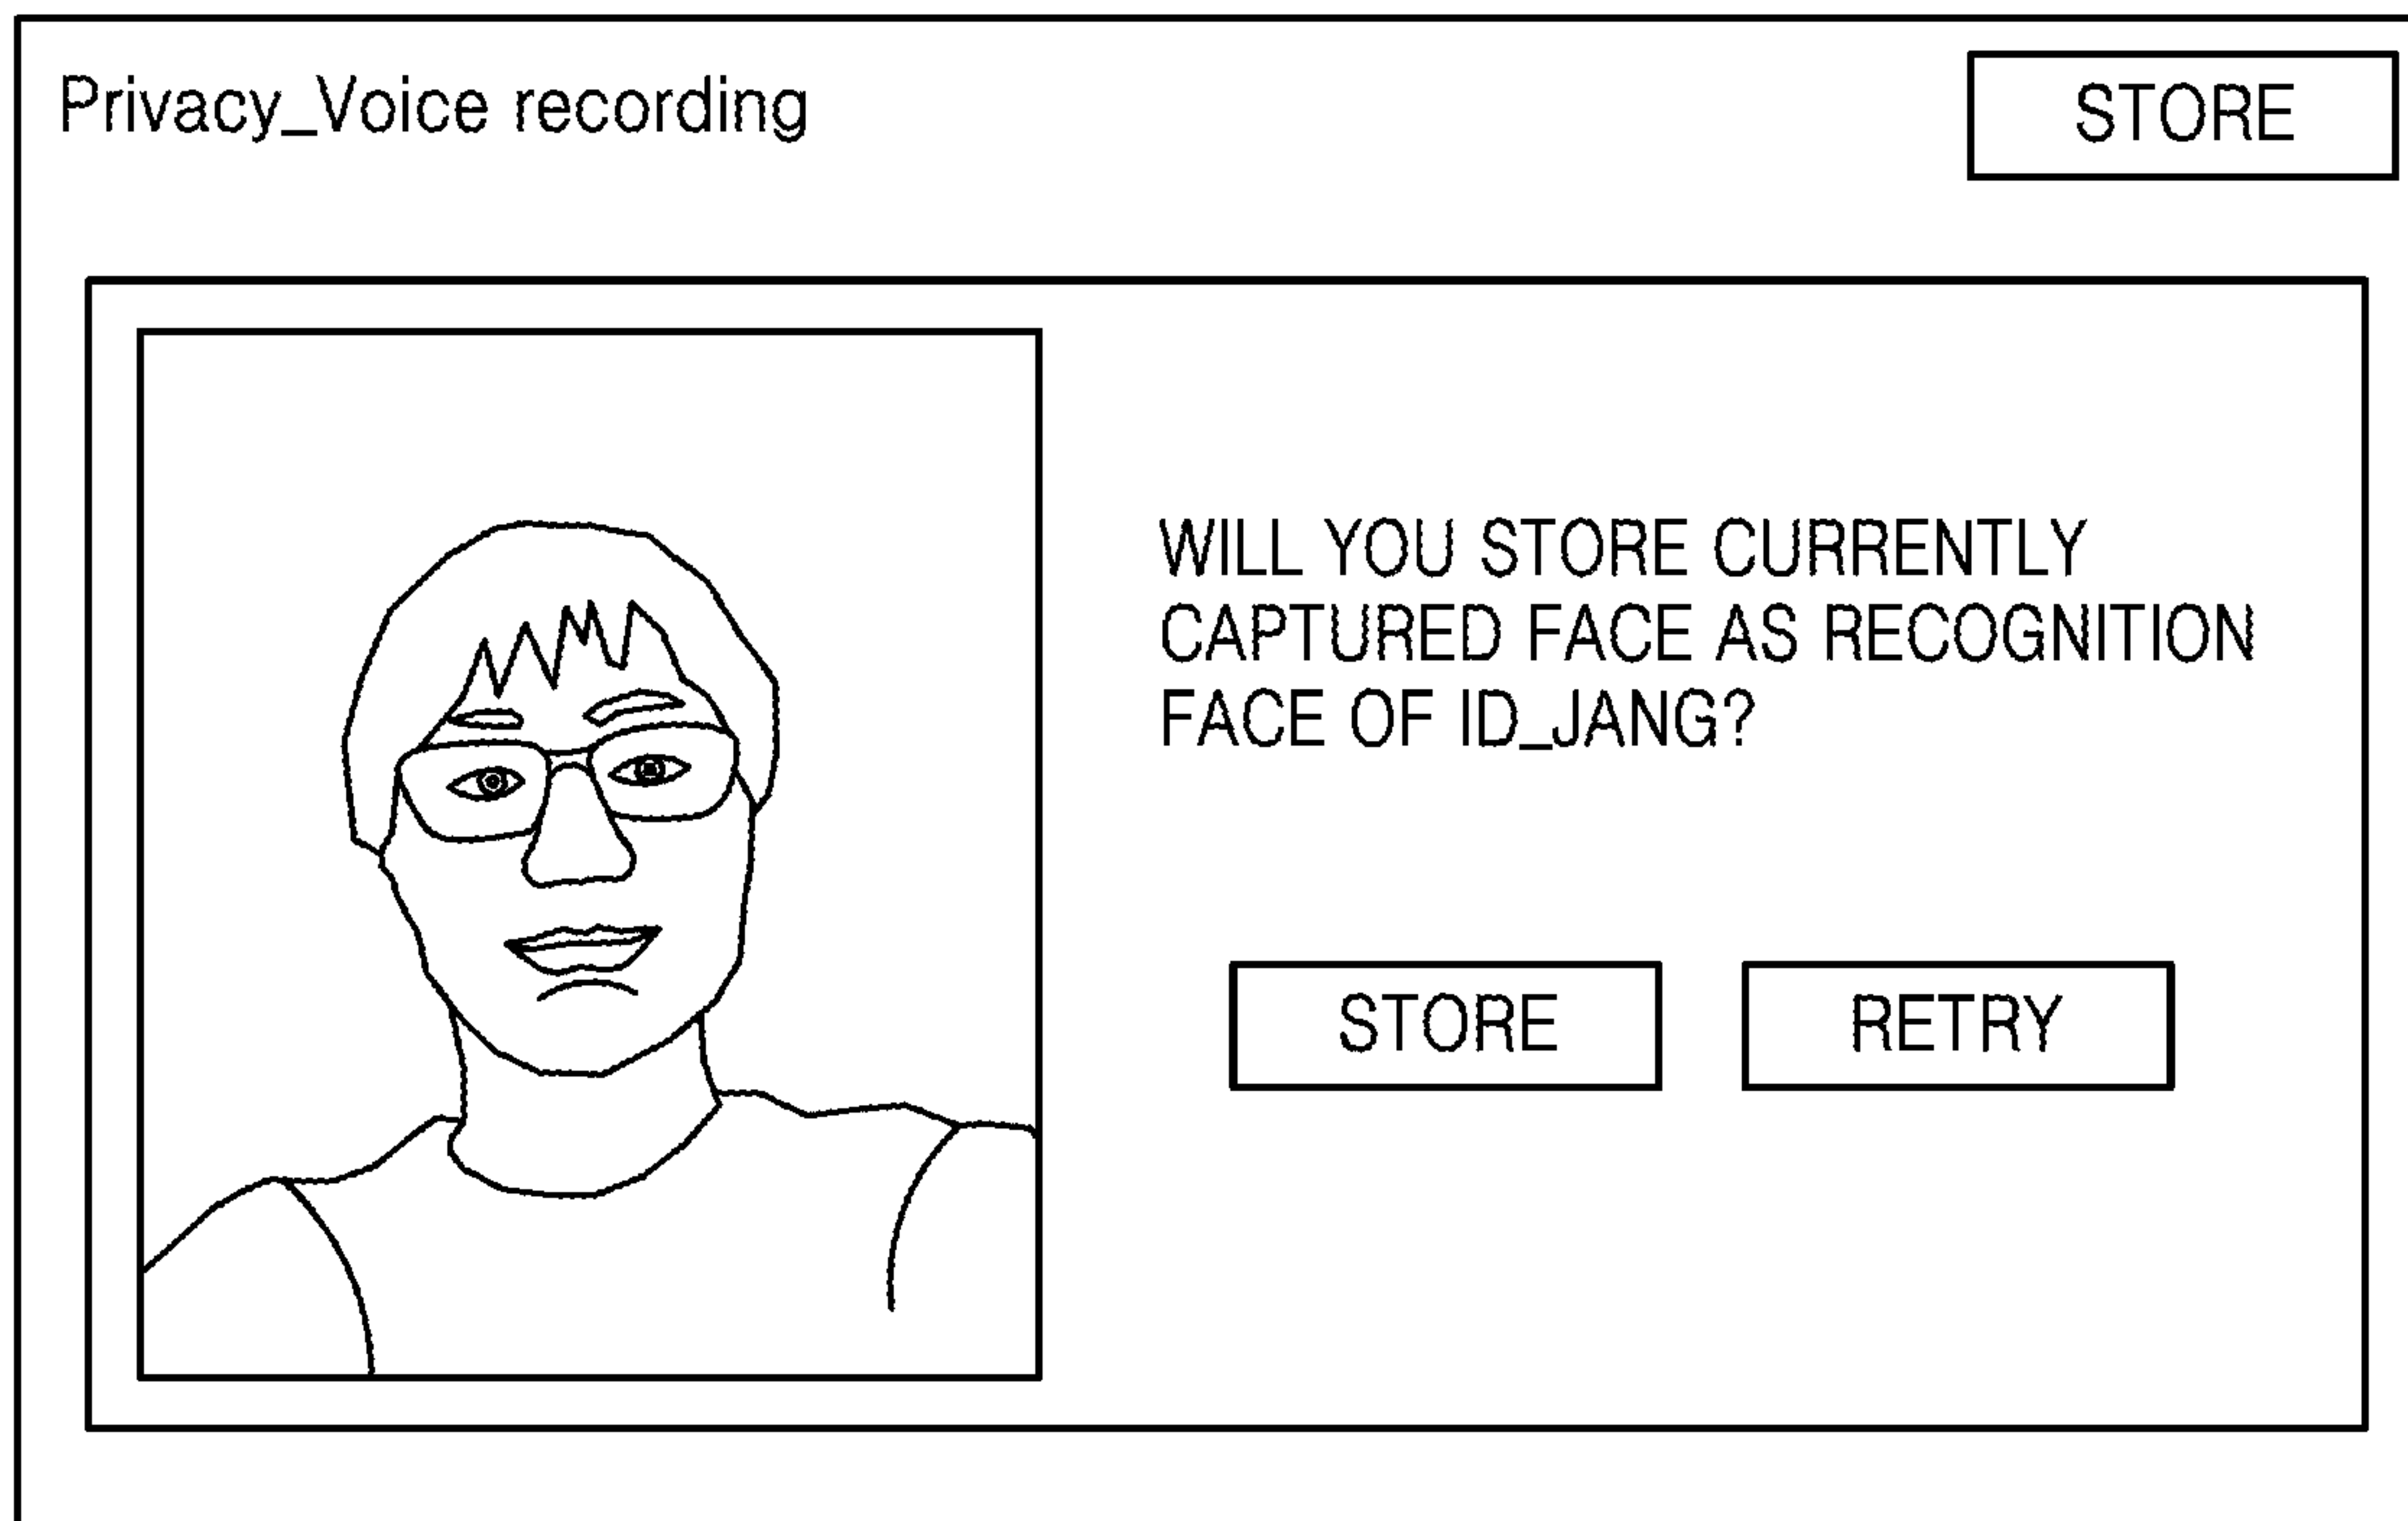 Privacy_Voice recording
STORE
WILL YOU STORE CURRENTLY
CAPTURED FACE AS RECOGNITION
FACE OF ID_JANG?
STORE
RETRY